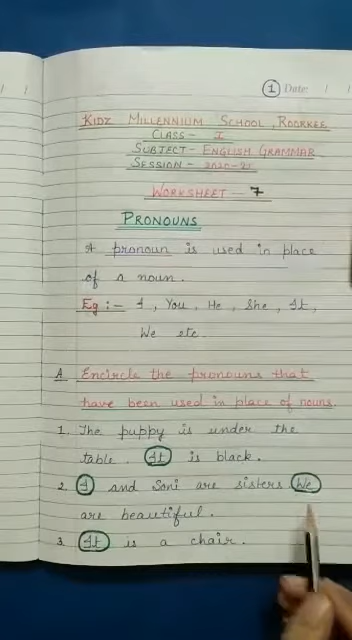 1 Date: / /
KIDZ MILLENNIUM SCHOOL, ROORKEE
CLASS - I
SUBJECT - ENGLISH GRAMMAR
SESSION - 2020-21
WORKSHEET - 7
PRONOUNS
A pronoun is used in place
of a noun.
Eg :- I, You, He, She, It,
We etc.
A Encircle the pronouns that
have been used in place of nouns.
1. The puppy is under the
table. It is black.
2. I and Soni are sisters We
are beautiful.
3. It is a chair.